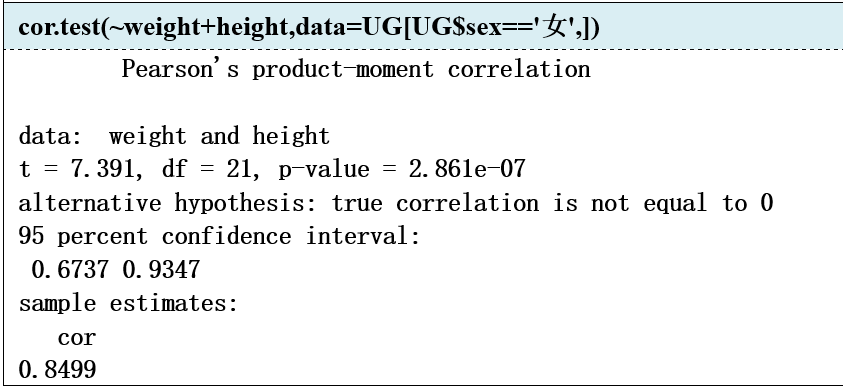 cor.test(~weight+height,data=UG[UG$sex=='女',])
Pearson's product-moment correlation
data:  weight and height
t = 7.391, df = 21, p-value = 2.861e-07
alternative hypothesis: true correlation is not equal to 0
95 percent confidence interval:
0.6737 0.9347
sample estimates:
cor
0.8499